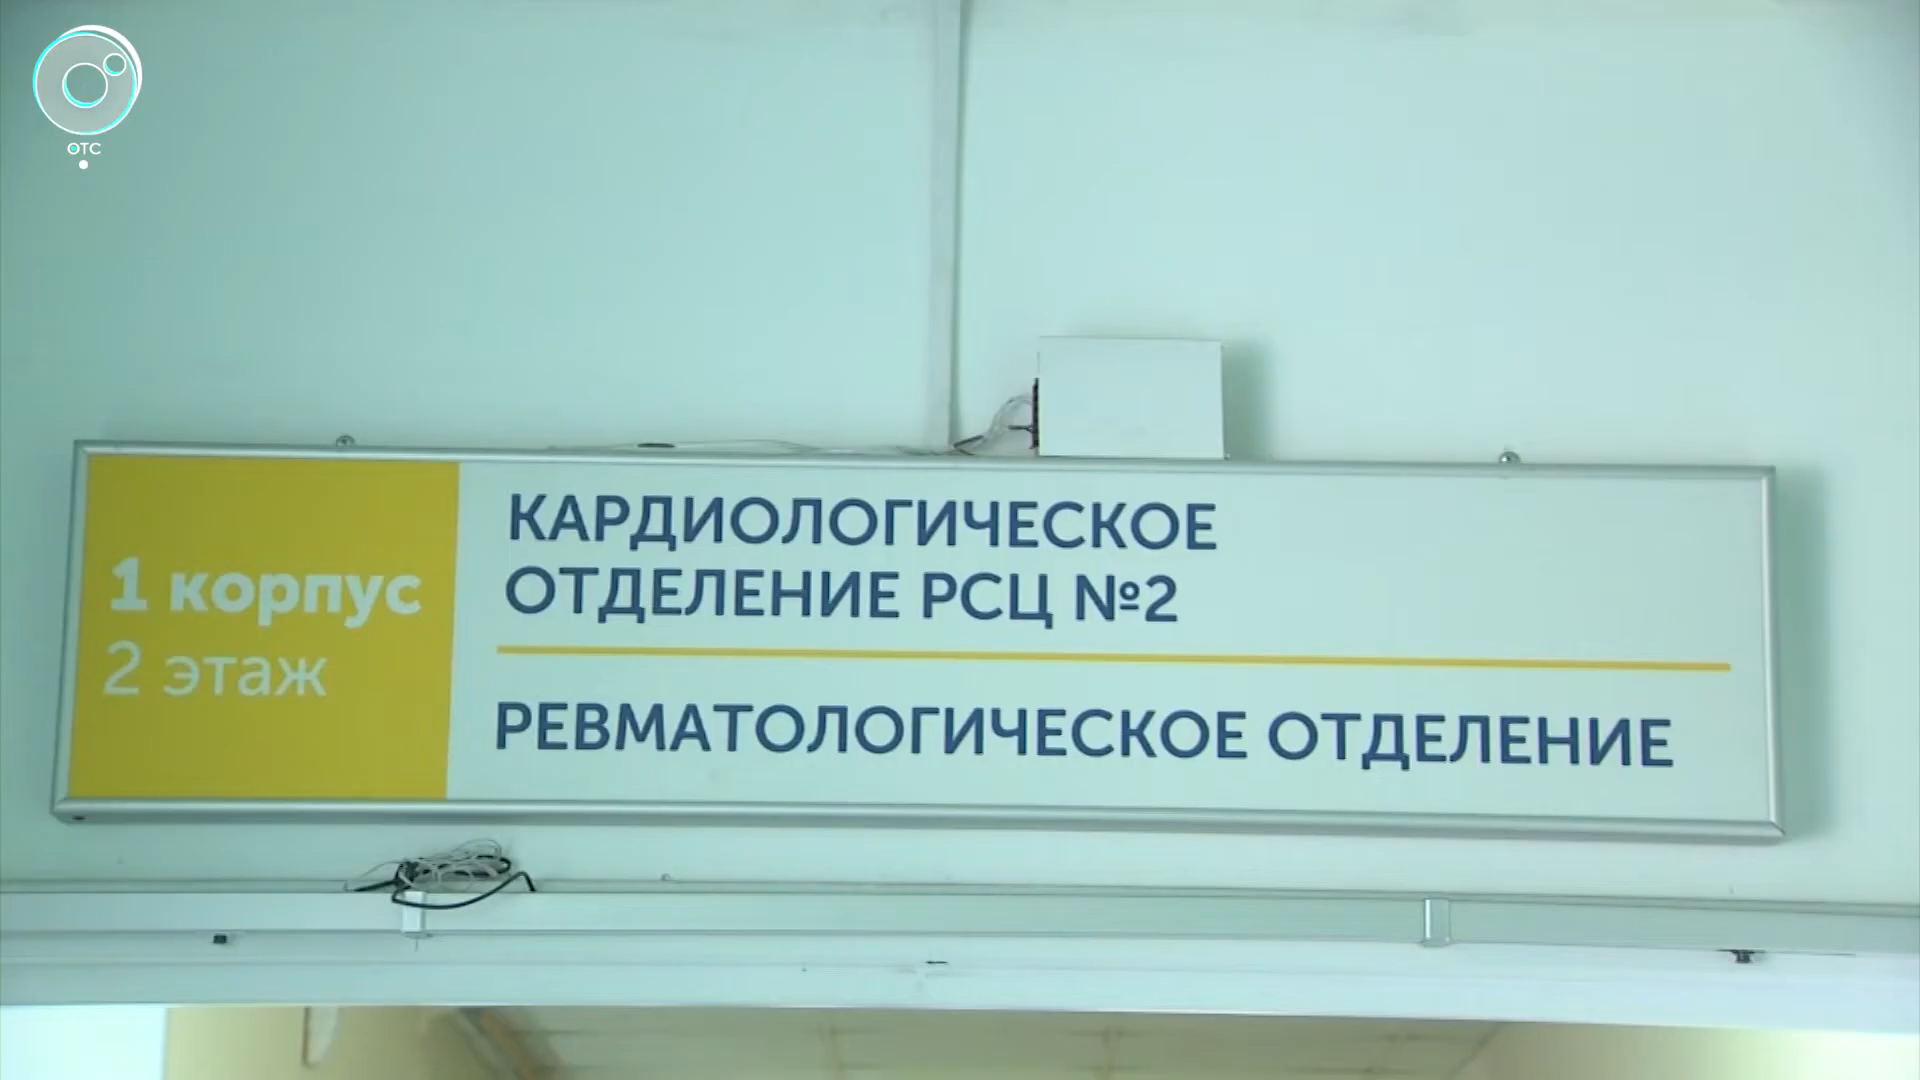 ОТС
1 корпус
2 этаж
КАРДИОЛОГИЧЕСКОЕ
ОТДЕЛЕНИЕ РСЦ №2
РЕВМАТОЛОГИЧЕСКОЕ ОТДЕЛЕНИЕ